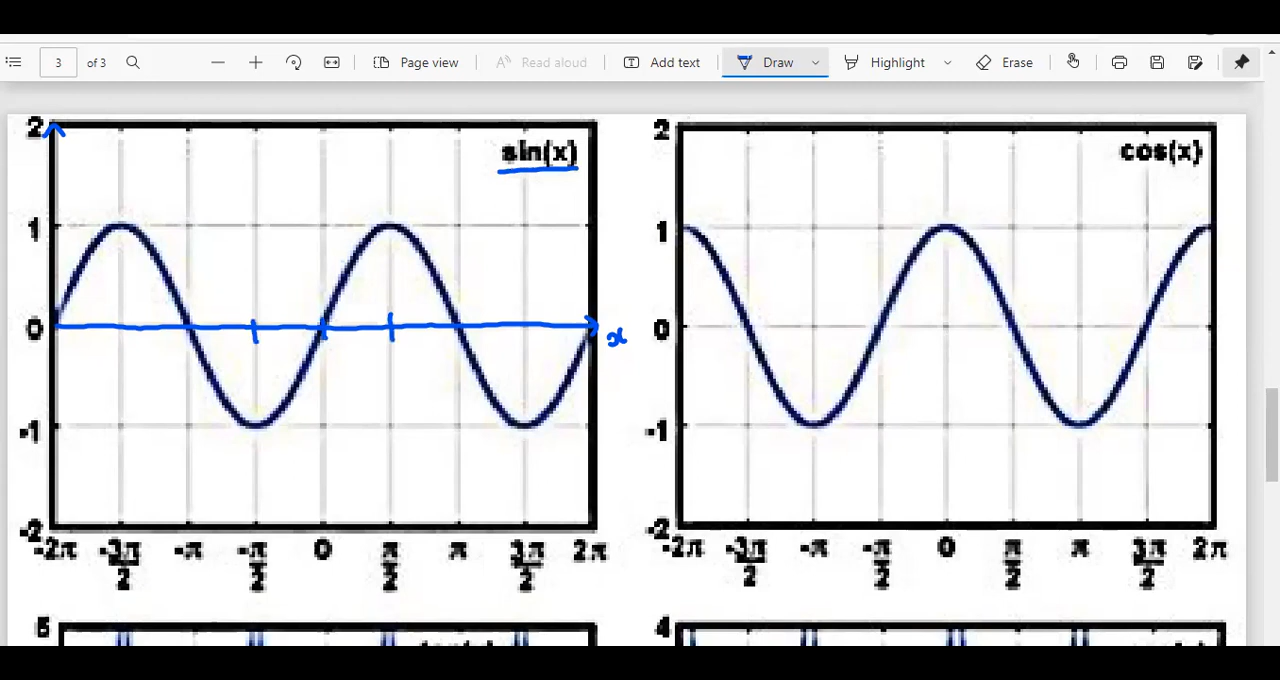 3 of 3 Page view Read aloud Add text Draw Highlight Erase
2 sin(x)
1
0 x
-1
-2
-2π -3π/2 -π -π/2 0 π/2 π 3π/2 2π
2 cos(x)
1
0
-1
-2
-2π -3π/2 -π -π/2 0 π/2 π 3π/2 2π
5
4